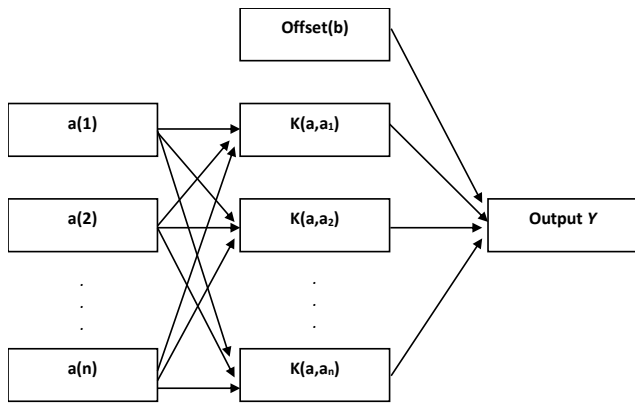 Offset(b)
a(1)
K(a,a₁)
a(2)
K(a,a₂)
Output Y
.
.
.
.
.
.
a(n)
K(a,aₙ)